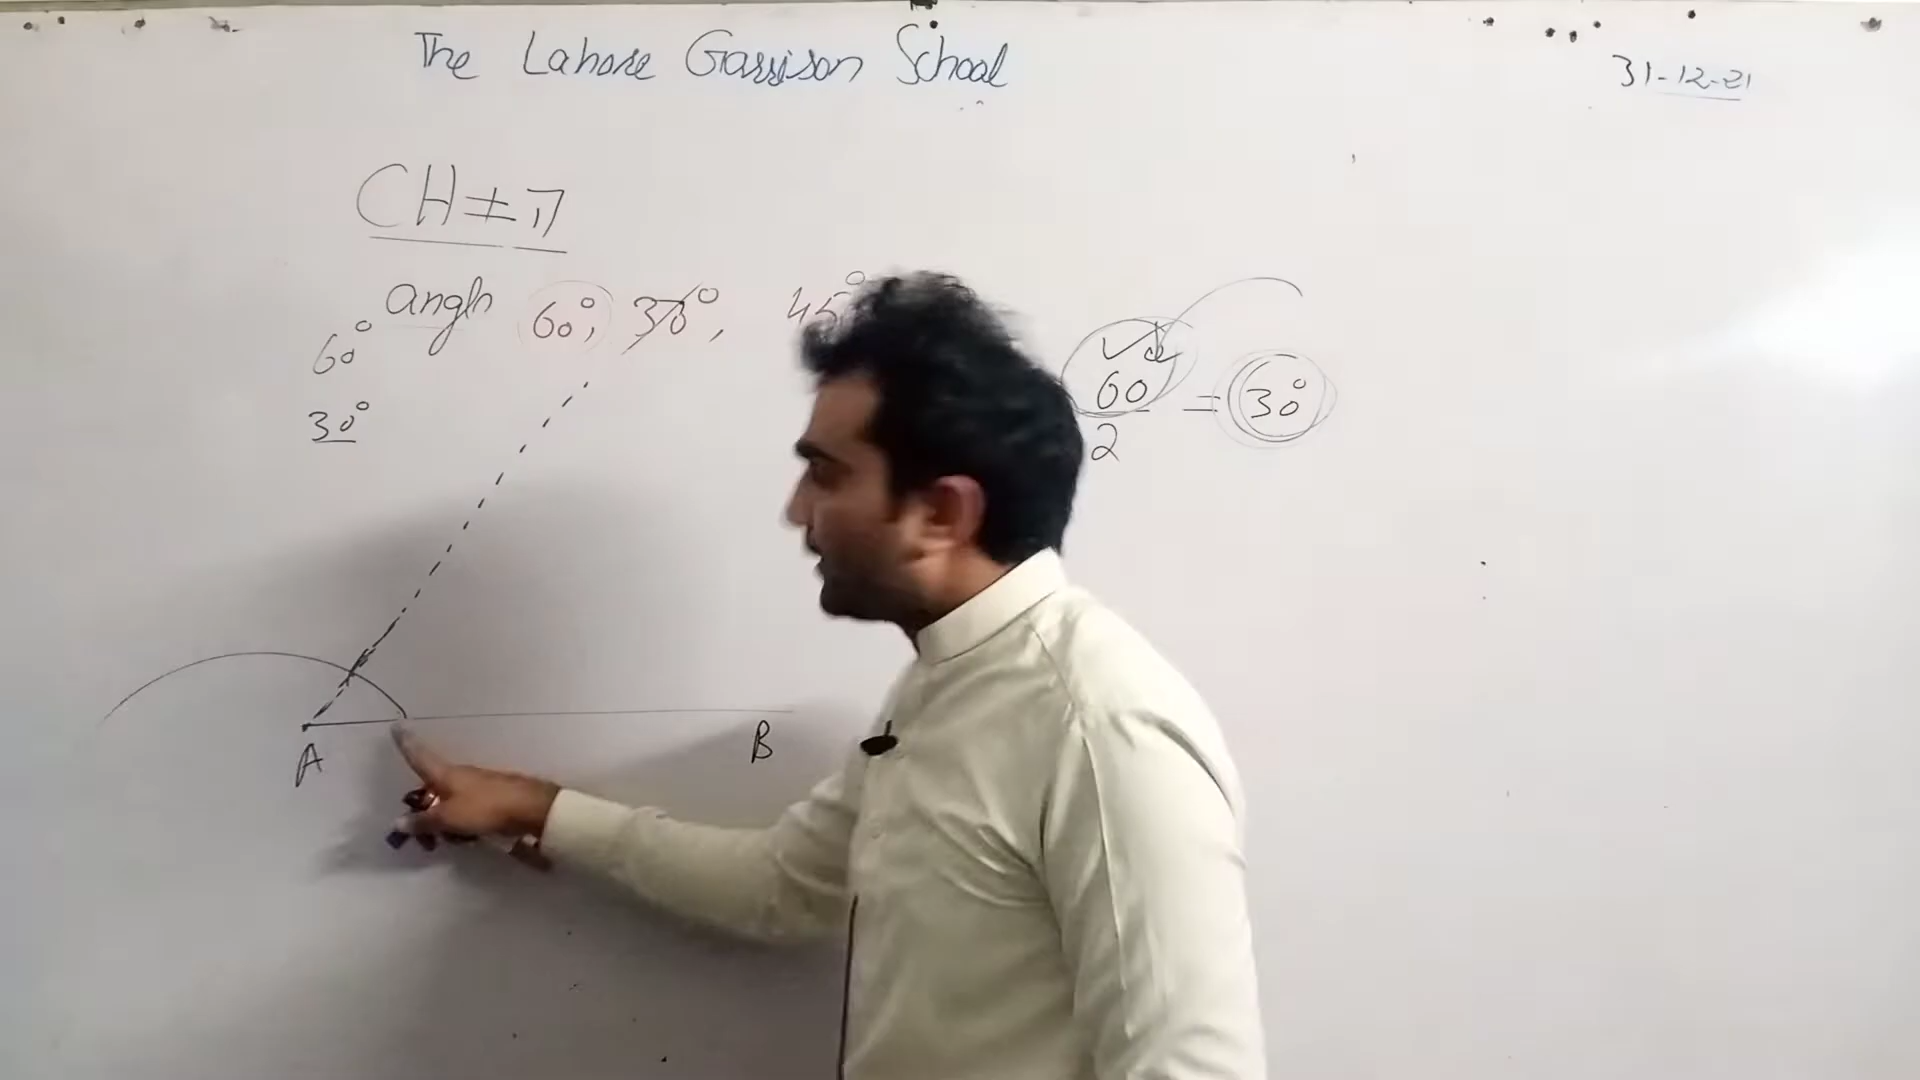 The Lahore Garrison School
31-12-21
CH # 7
angle 60°, 30°, 45°
60°
30°
60/2 = 30°
A B